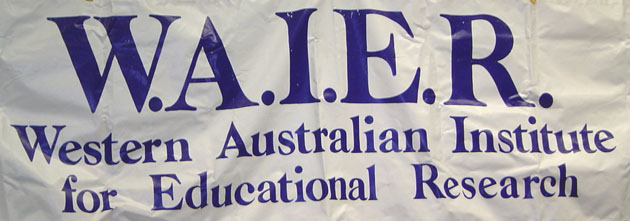 W.A.I.E.R.
Western Australian Institute
for Educational Research